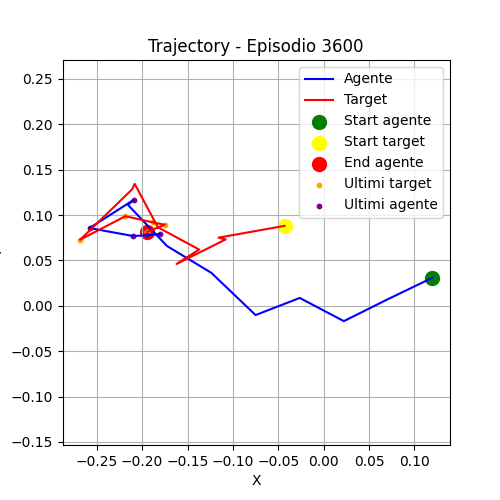 Trajectory - Episodio 3600
0.25
0.20
0.15
0.10
0.05
0.00
−0.05
−0.10
−0.15
Agente
Target
Start agente
Start target
End agente
Ultimi target
Ultimi agente
−0.25 −0.20 −0.15 −0.10 −0.05 0.00 0.05 0.10
X